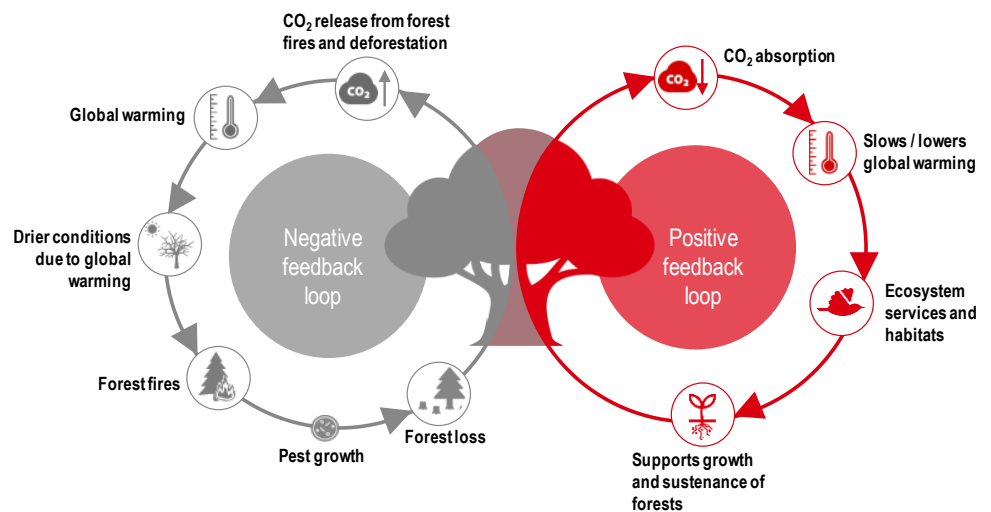 CO₂ release from forest
fires and deforestation
CO₂
Global warming
Drier conditions
due to global
warming
Forest fires
Pest growth
Forest loss
Negative
feedback
loop
CO₂ absorption
CO₂
Slows / lowers
global warming
Ecosystem
services and
habitats
Supports growth
and sustenance of
forests
Positive
feedback
loop